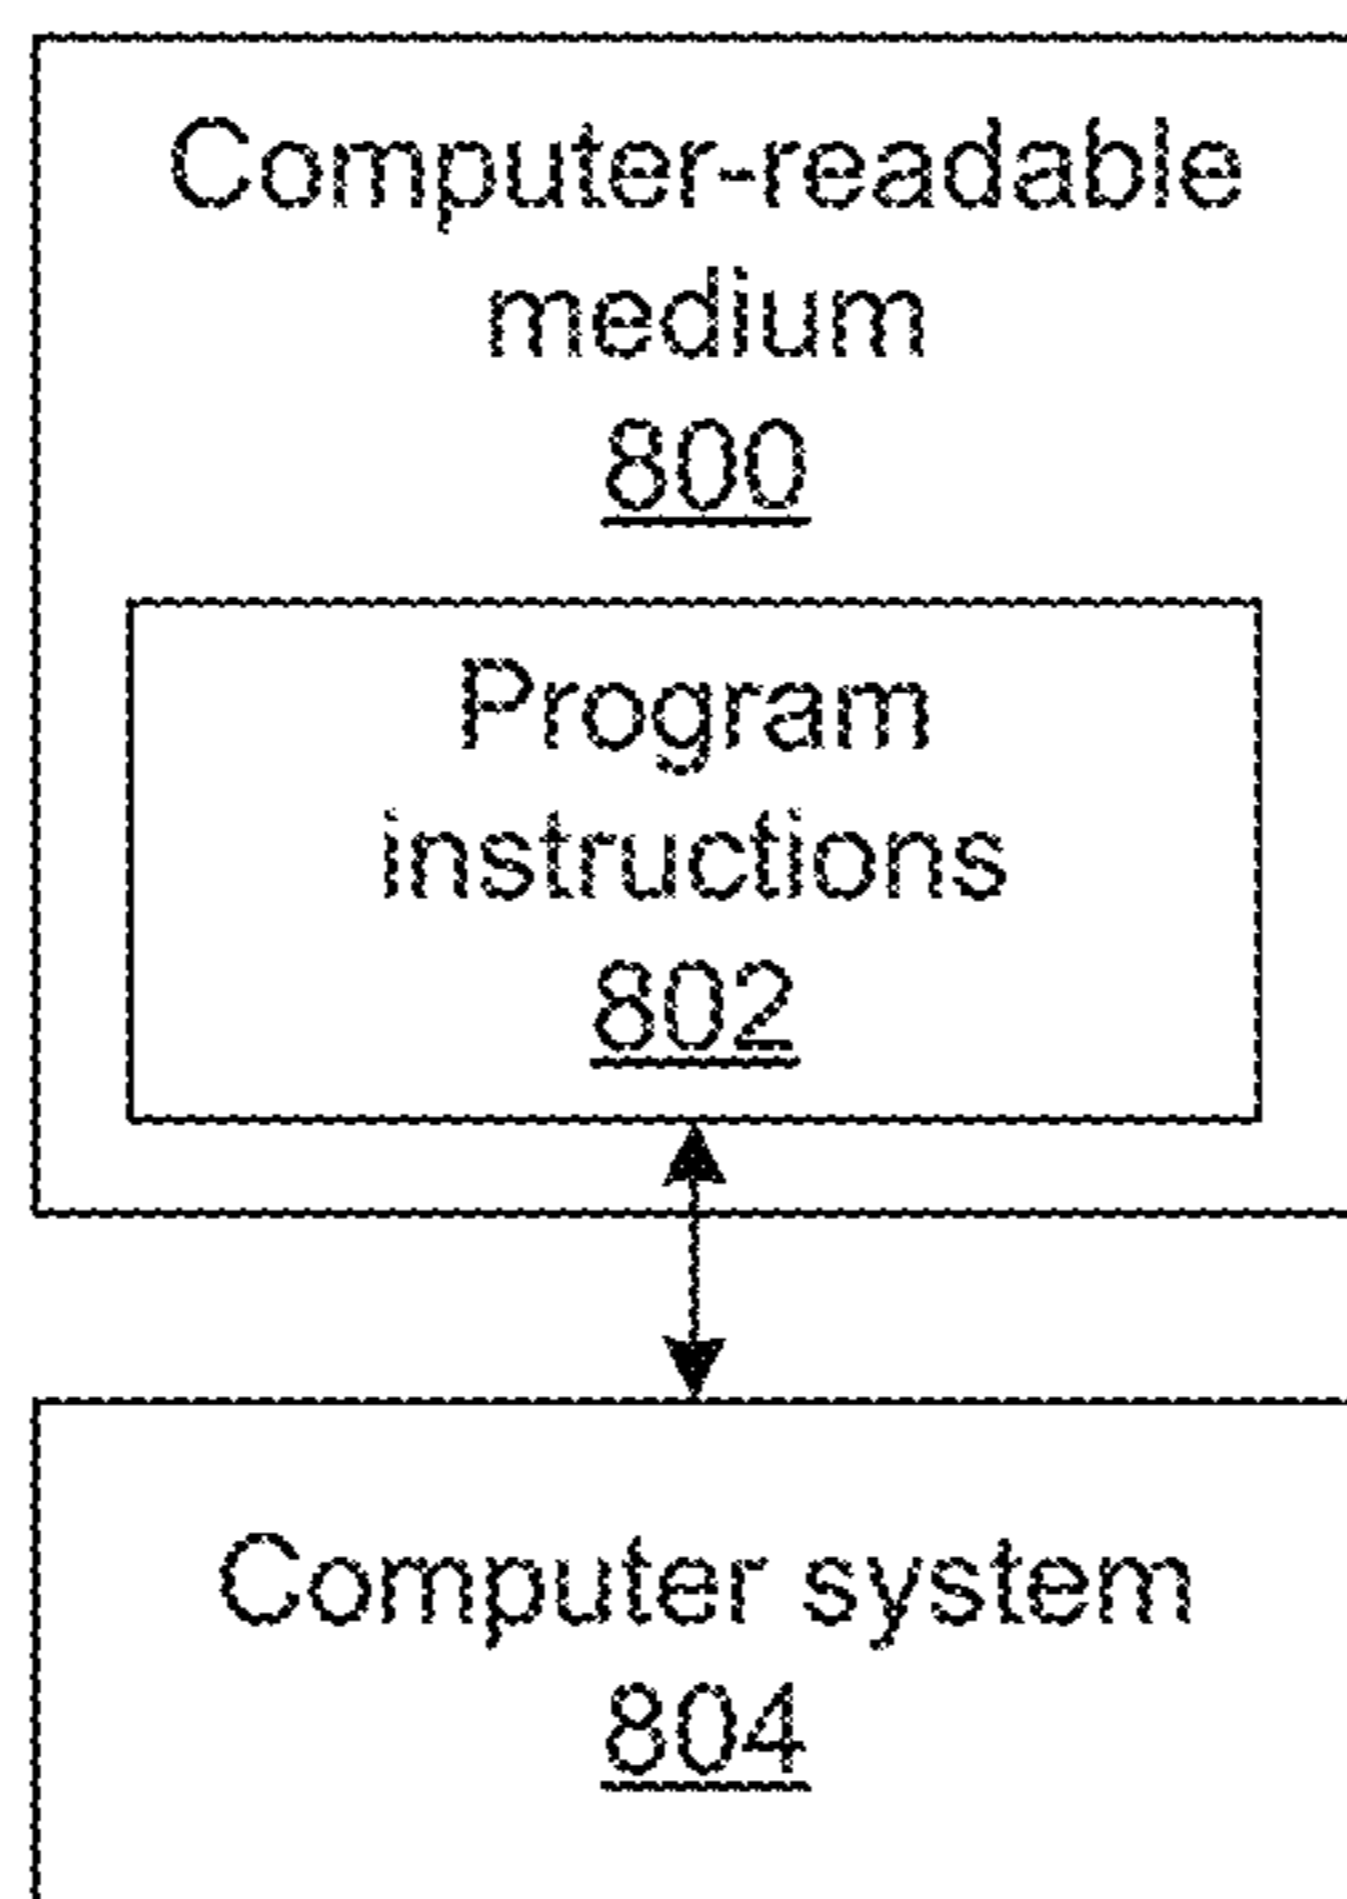 Computer-readable
medium
800
Program
instructions
802
Computer system
804